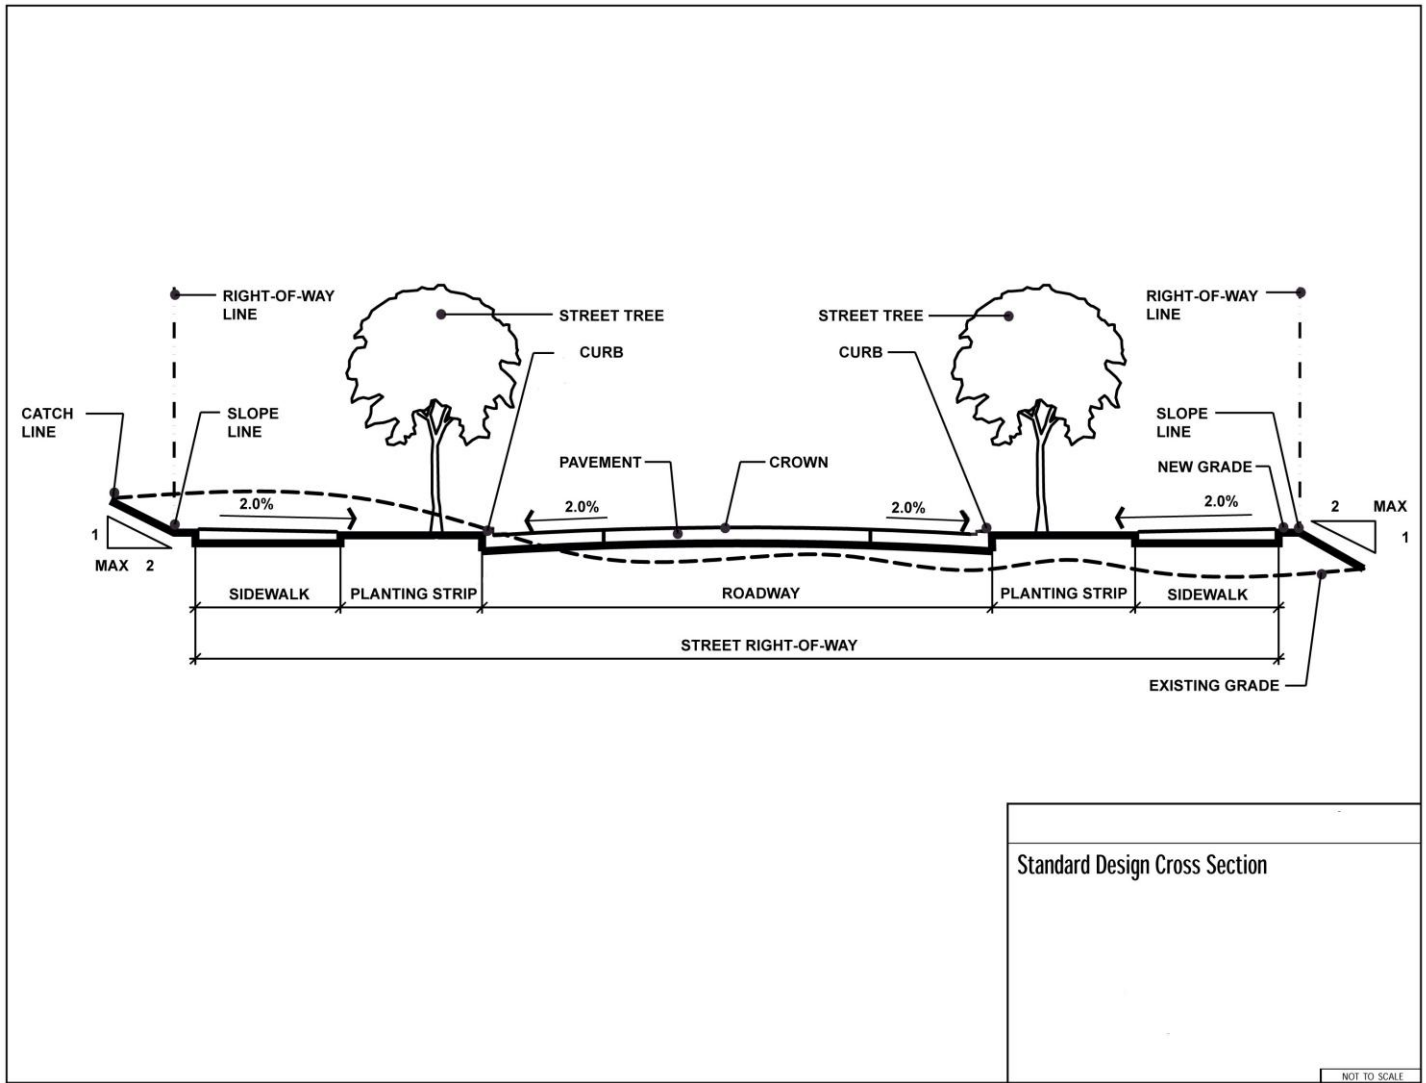 RIGHT-OF-WAY
LINE
STREET TREE
STREET TREE
RIGHT-OF-WAY
LINE
CURB
CURB
CATCH
LINE
SLOPE
LINE
SLOPE
LINE
PAVEMENT
CROWN
NEW GRADE
2.0%
2.0%
2.0%
2.0%
2
MAX
1
1
MAX 2
SIDEWALK
PLANTING STRIP
ROADWAY
PLANTING STRIP
SIDEWALK
STREET RIGHT-OF-WAY
EXISTING GRADE
Standard Design Cross Section
NOT TO SCALE